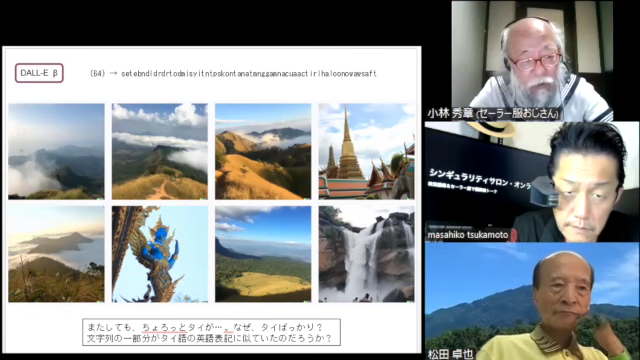 DALL-E β
(64) →
またしても、ちょろっとタイが…。なぜ、タイばっかり？
文字列の一部分がタイ語の英語表記に似ていたのだろうか？
小林 秀章 (セーラー服おじさん)
シンギュラリティサロン・オンラ
masahiko tsukamoto
松田 卓也